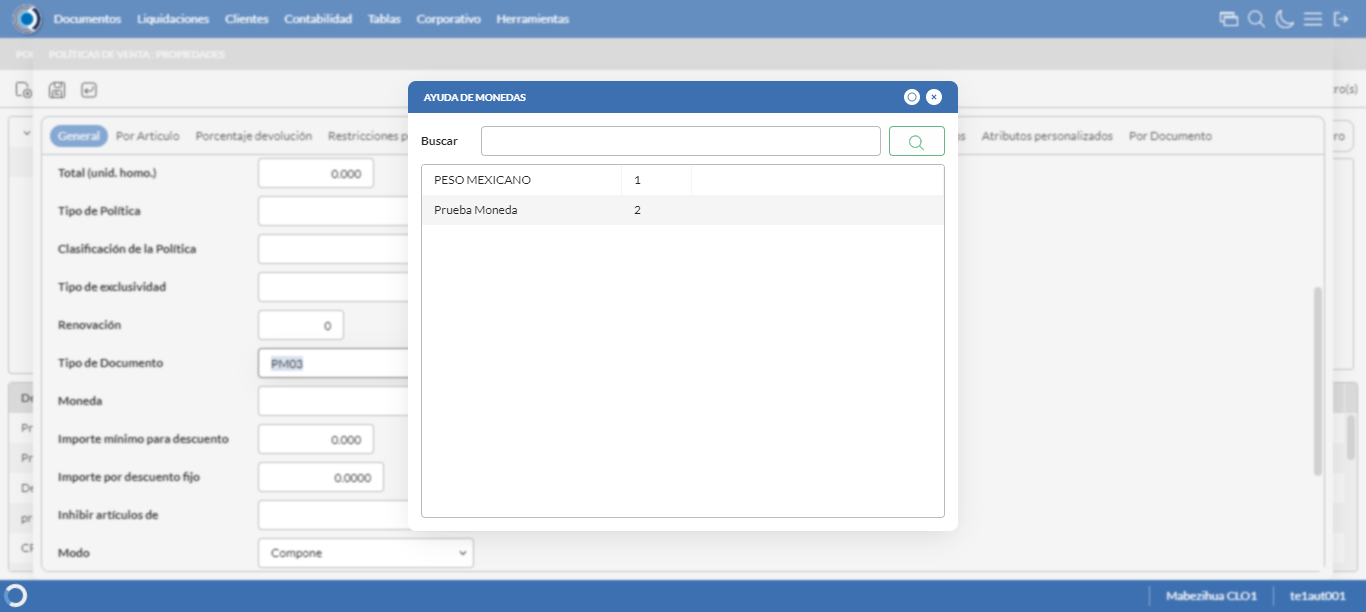 Documentos Liquidaciones Clientes Contabilidad Tablas Corporativo Herramientas
POLÍTICAS DE VENTA : PROPIEDADES
AYUDA DE MONEDAS
General Por Artículo Porcentaje devolución Restricciones p Atributos personalizados Por Documento
Buscar
Total (unid. homo.) 0.000
PESO MEXICANO 1
Tipo de Política
Prueba Moneda 2
Clasificación de la Política
Tipo de exclusividad
Renovación 0
Tipo de Documento PM03
Moneda
Importe mínimo para descuento 0.000
Importe por descuento fijo 0.0000
Inhibir artículos de
Modo Compone
Mabezihua CLO1 te1aut001